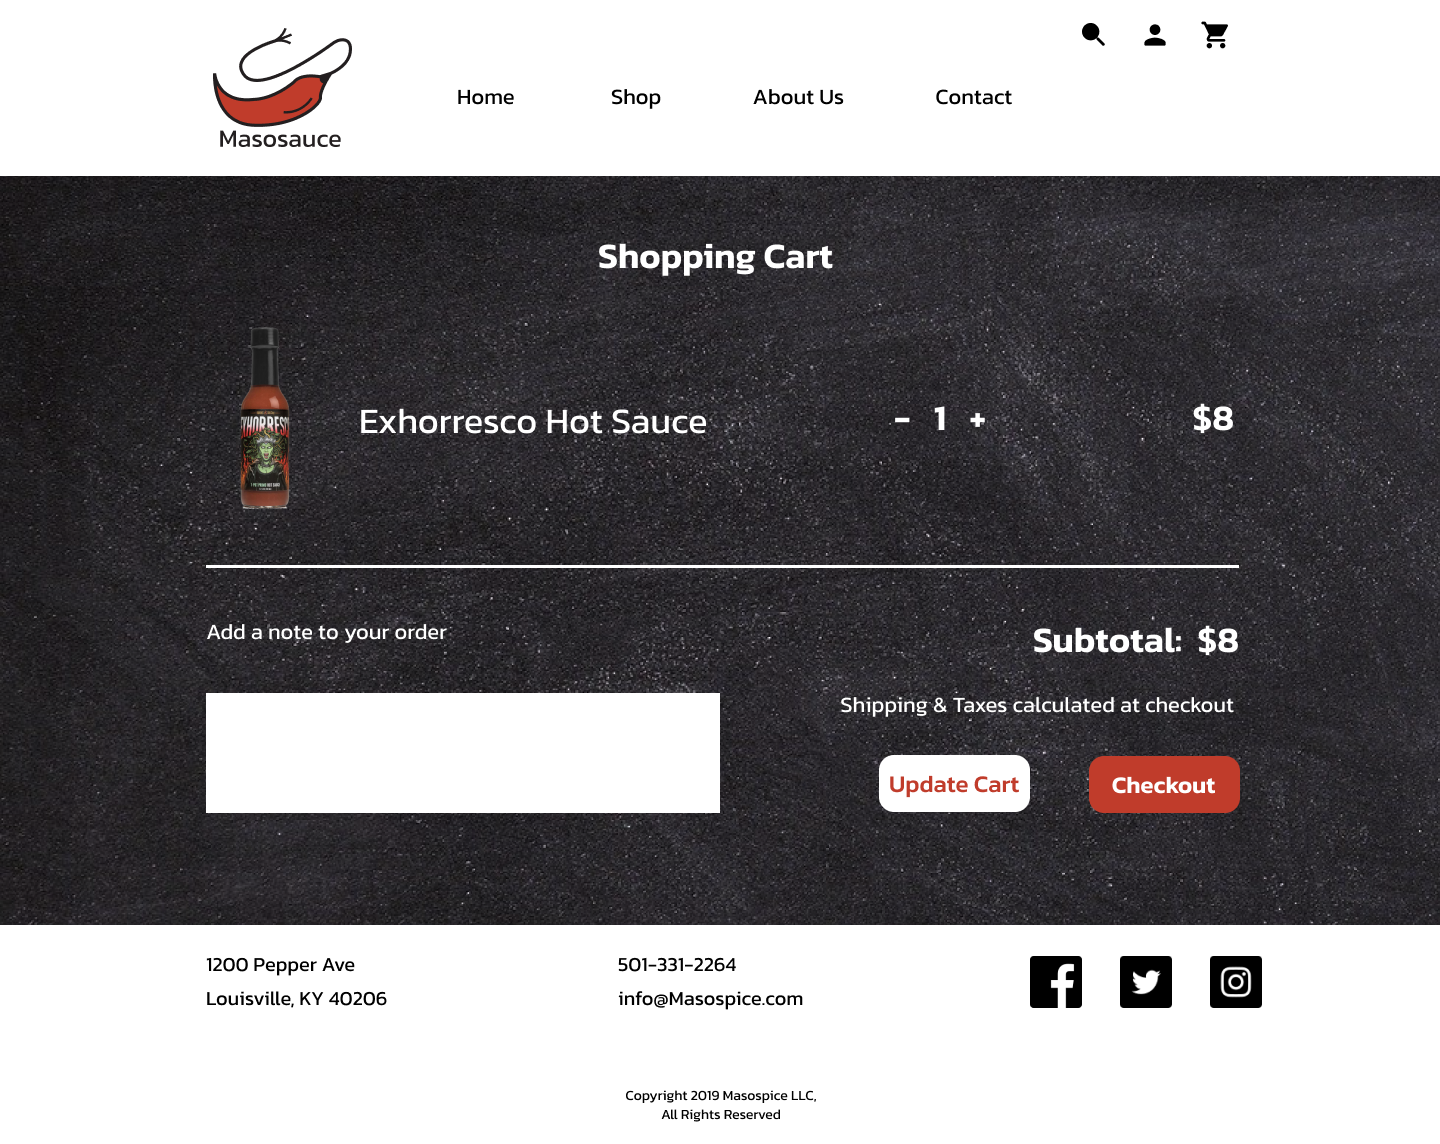 Masosauce
Home Shop About Us Contact
Shopping Cart
EXHORRESCO
Exhorresco Hot Sauce - 1 + $8
Add a note to your order
Subtotal: $8
Shipping & Taxes calculated at checkout
Update Cart Checkout
1200 Pepper Ave
Louisville, KY 40206
501-331-2264
info@Masospice.com
Copyright 2019 Masospice LLC,
All Rights Reserved